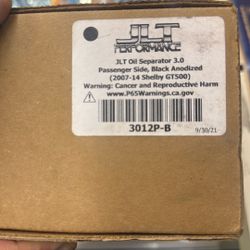 JLT
PERFORMANCE
JLT Oil Separator 3.0
Passenger Side, Black Anodized
(2007-14 Shelby GT500)
Warning: Cancer and Reproductive Harm
www.P65Warnings.ca.gov
3012P-B
9/30/21